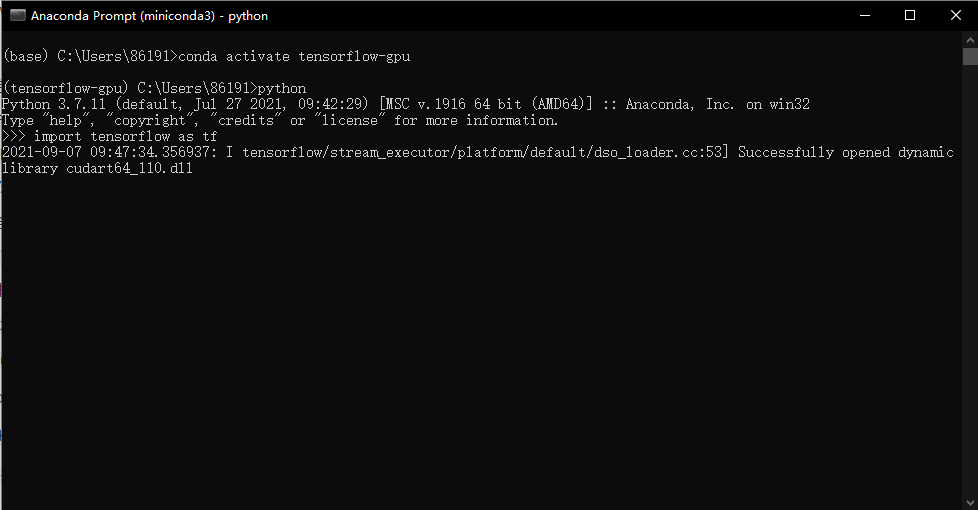 Anaconda Prompt (miniconda3) - python
(base) C:\Users\86191>conda activate tensorflow-gpu
(tensorflow-gpu) C:\Users\86191>python
Python 3.7.11 (default, Jul 27 2021, 09:42:29) [MSC v.1916 64 bit (AMD64)] :: Anaconda, Inc. on win32
Type "help", "copyright", "credits" or "license" for more information.
>>> import tensorflow as tf
2021-09-07 09:47:34.356937: I tensorflow/stream_executor/platform/default/dso_loader.cc:53] Successfully opened dynamic
library cudart64_110.dll